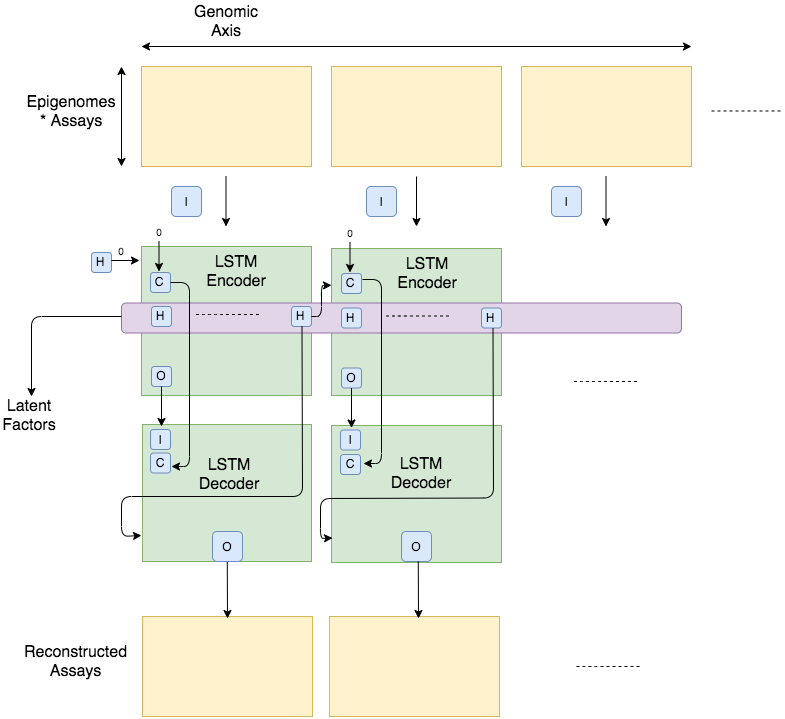 Genomic
Axis
Epigenomes
* Assays
I
I
I
0
0
H
0
LSTM
Encoder
LSTM
Encoder
C
C
H
H
H
H
O
O
Latent
Factors
I
I
C
C
LSTM
Decoder
LSTM
Decoder
O
O
Reconstructed
Assays